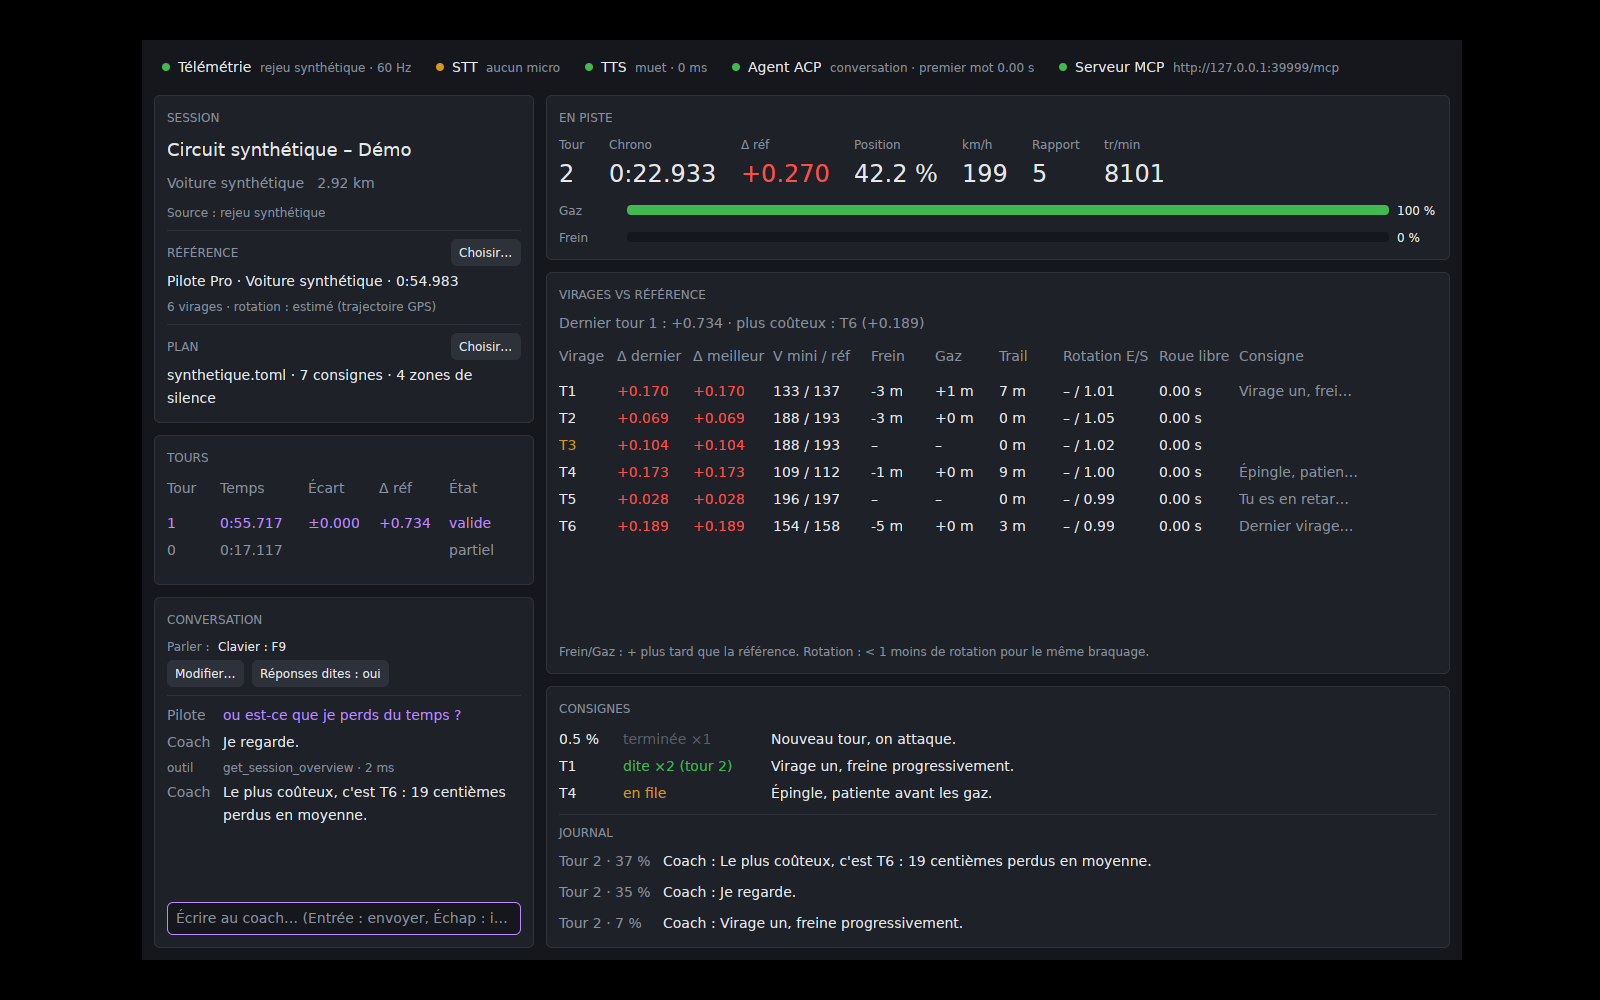 Télémétrie rejeu synthétique · 60 Hz STT aucun micro TTS muet · 0 ms Agent ACP conversation · premier mot 0.00 s Serveur MCP http://127.0.0.1:39999/mcp
SESSION
Circuit synthétique – Démo
Voiture synthétique 2.92 km
Source : rejeu synthétique
RÉFÉRENCE Choisir...
Pilote Pro · Voiture synthétique · 0:54.983
6 virages · rotation : estimé (trajectoire GPS)
PLAN Choisir...
synthetique.toml · 7 consignes · 4 zones de
silence
TOURS
Tour Temps Écart Δ réf État
1 0:55.717 ±0.000 +0.734 valide
0 0:17.117 partiel
CONVERSATION
Parler : Clavier : F9
Modifier... Réponses dites : oui
Pilote ou est-ce que je perds du temps ?
Coach Je regarde.
outil get_session_overview · 2 ms
Coach Le plus coûteux, c'est T6 : 19 centièmes
perdus en moyenne.
Écrire au coach... (Entrée : envoyer, Échap : i...
EN PISTE
Tour Chrono Δ réf Position km/h Rapport tr/min
2 0:22.933 +0.270 42.2 % 199 5 8101
Gaz 100 %
Frein 0 %
VIRAGES VS RÉFÉRENCE
Dernier tour 1 : +0.734 · plus coûteux : T6 (+0.189)
Virage Δ dernier Δ meilleur V mini / réf Frein Gaz Trail Rotation E/S Roue libre Consigne
T1 +0.170 +0.170 133 / 137 -3 m +1 m 7 m – / 1.01 0.00 s Virage un, frei...
T2 +0.069 +0.069 188 / 193 -3 m +0 m 0 m – / 1.05 0.00 s
T3 +0.104 +0.104 188 / 193 – – 0 m – / 1.02 0.00 s
T4 +0.173 +0.173 109 / 112 -1 m +0 m 9 m – / 1.00 0.00 s Épingle, patien...
T5 +0.028 +0.028 196 / 197 – – 0 m – / 0.99 0.00 s Tu es en retar...
T6 +0.189 +0.189 154 / 158 -5 m +0 m 3 m – / 0.99 0.00 s Dernier virage...
Frein/Gaz : + plus tard que la référence. Rotation : < 1 moins de rotation pour le même braquage.
CONSIGNES
0.5 % terminée ×1 Nouveau tour, on attaque.
T1 dite ×2 (tour 2) Virage un, freine progressivement.
T4 en file Épingle, patiente avant les gaz.
JOURNAL
Tour 2 · 37 % Coach : Le plus coûteux, c'est T6 : 19 centièmes perdus en moyenne.
Tour 2 · 35 % Coach : Je regarde.
Tour 2 · 7 % Coach : Virage un, freine progressivement.